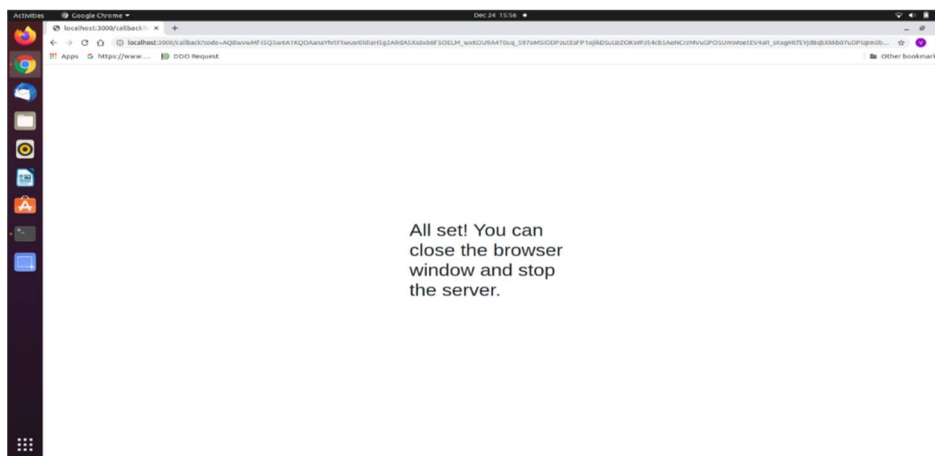 Activities
Google Chrome
Dec 24 15:56
localhost:3000/callback?
Apps
https://www....
DDO Request
Other bookmar
All set! You can
close the browser
window and stop
the server.